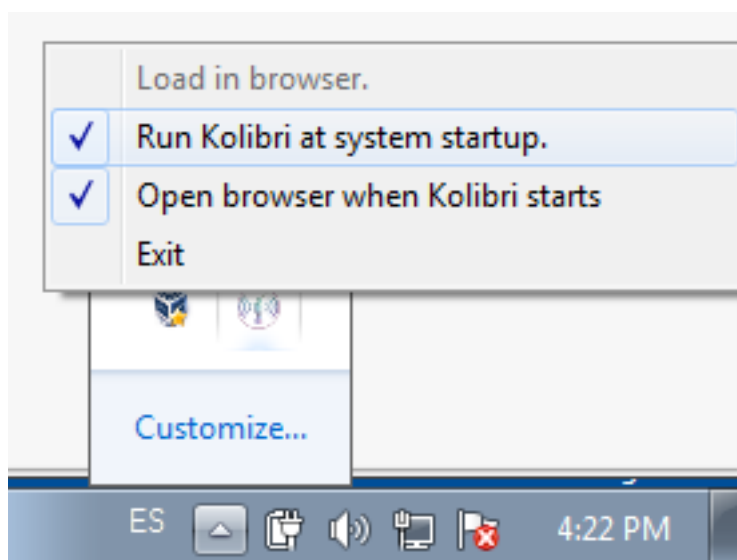 Load in browser.
Run Kolibri at system startup.
Open browser when Kolibri starts
Exit
Customize...
ES
4:22 PM